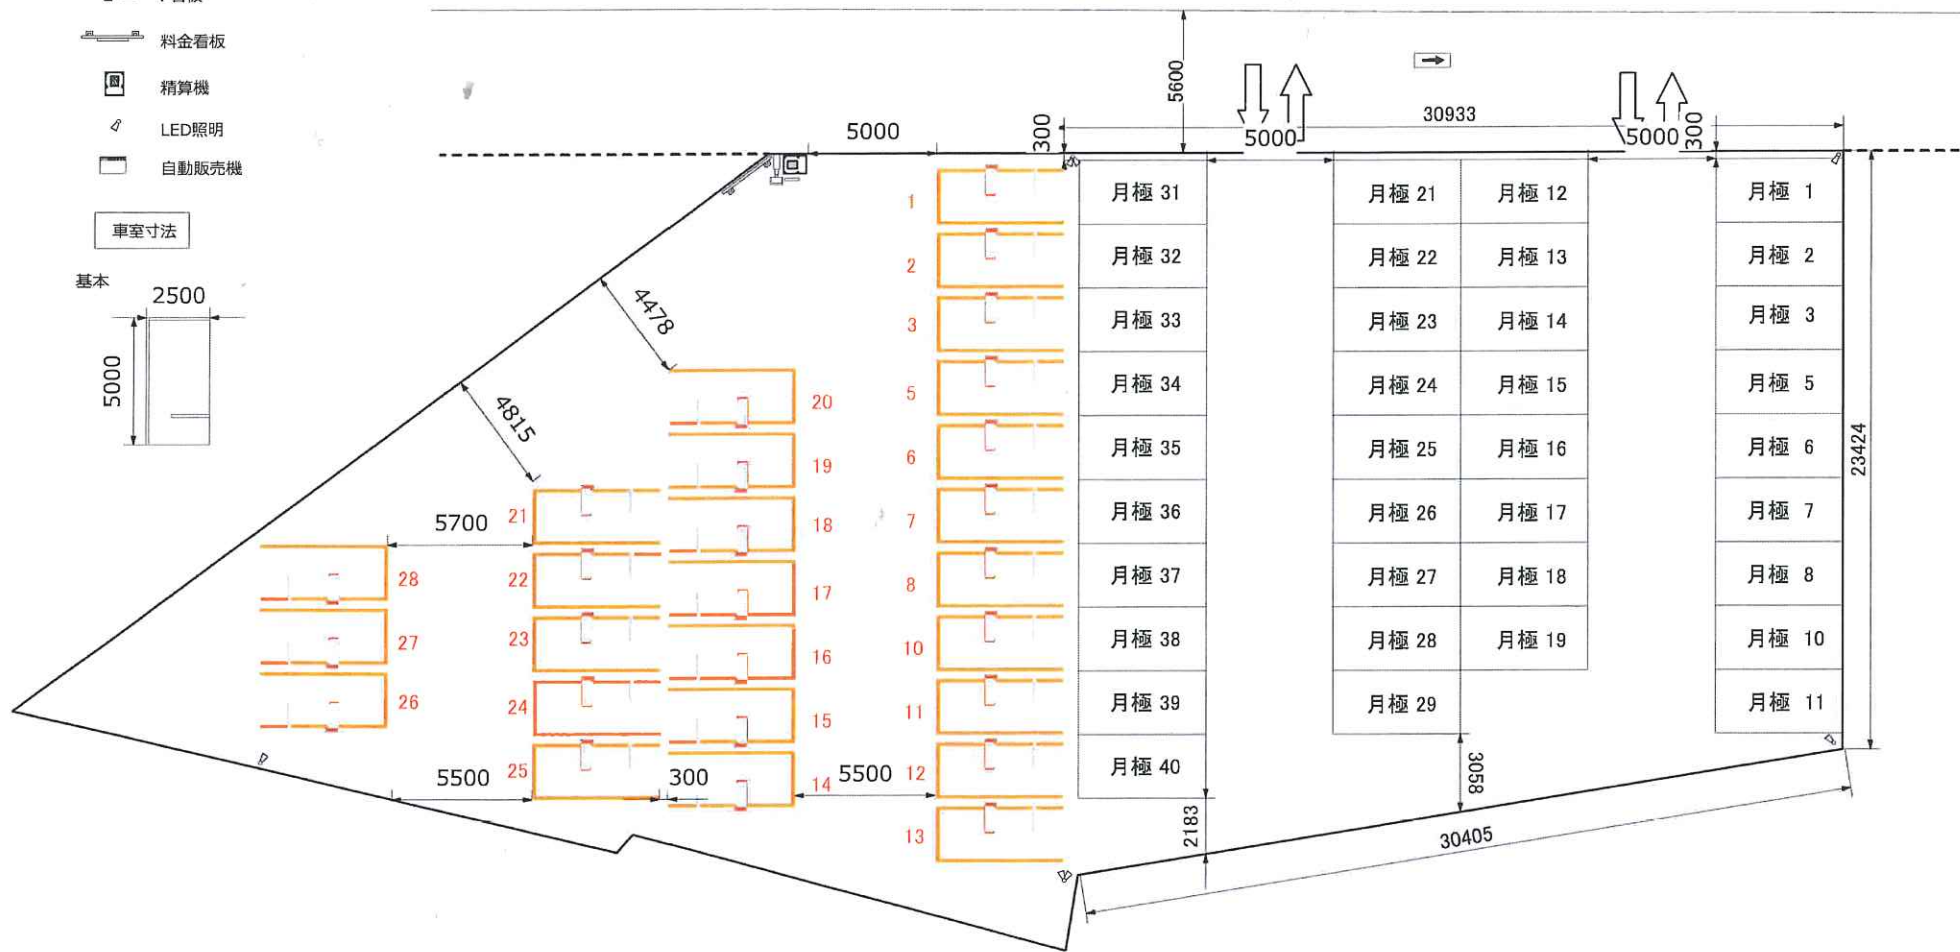 料金看板
精算機
LED照明
自動販売機
車室寸法
基本
2500
5000
5600
30933
5000
300
5000
5000
300
4478
4815
5700
5500
300
5500
2183
3058
30405
23424
1
2
3
5
6
7
8
10
11
12
13
20
19
18
17
16
15
14
21
22
23
24
25
28
27
26
月極 31
月極 32
月極 33
月極 34
月極 35
月極 36
月極 37
月極 38
月極 39
月極 40
月極 21
月極 22
月極 23
月極 24
月極 25
月極 26
月極 27
月極 28
月極 29
月極 12
月極 13
月極 14
月極 15
月極 16
月極 17
月極 18
月極 19
月極 1
月極 2
月極 3
月極 5
月極 6
月極 7
月極 8
月極 10
月極 11